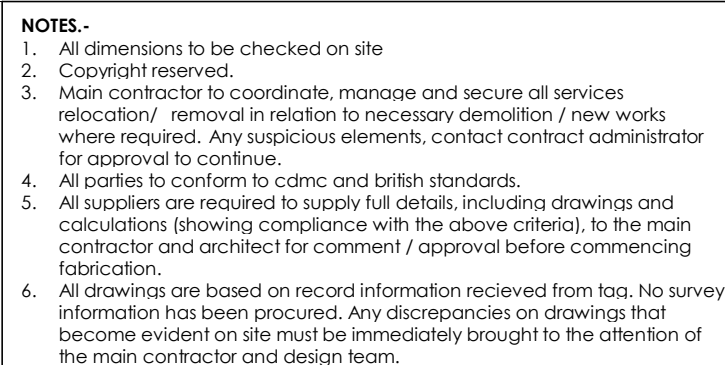 NOTES.-
1. All dimensions to be checked on site
2. Copyright reserved.
3. Main contractor to coordinate, manage and secure all services
relocation/ removal in relation to necessary demolition / new works
where required. Any suspicious elements, contact contract administrator
for approval to continue.
4. All parties to conform to cdmc and british standards.
5. All suppliers are required to supply full details, including drawings and
calculations (showing compliance with the above criteria), to the main
contractor and architect for comment / approval before commencing
fabrication.
6. All drawings are based on record information recieved from tag. No survey
information has been procured. Any discrepancies on drawings that
become evident on site must be immediately brought to the attention of
the main contractor and design team.